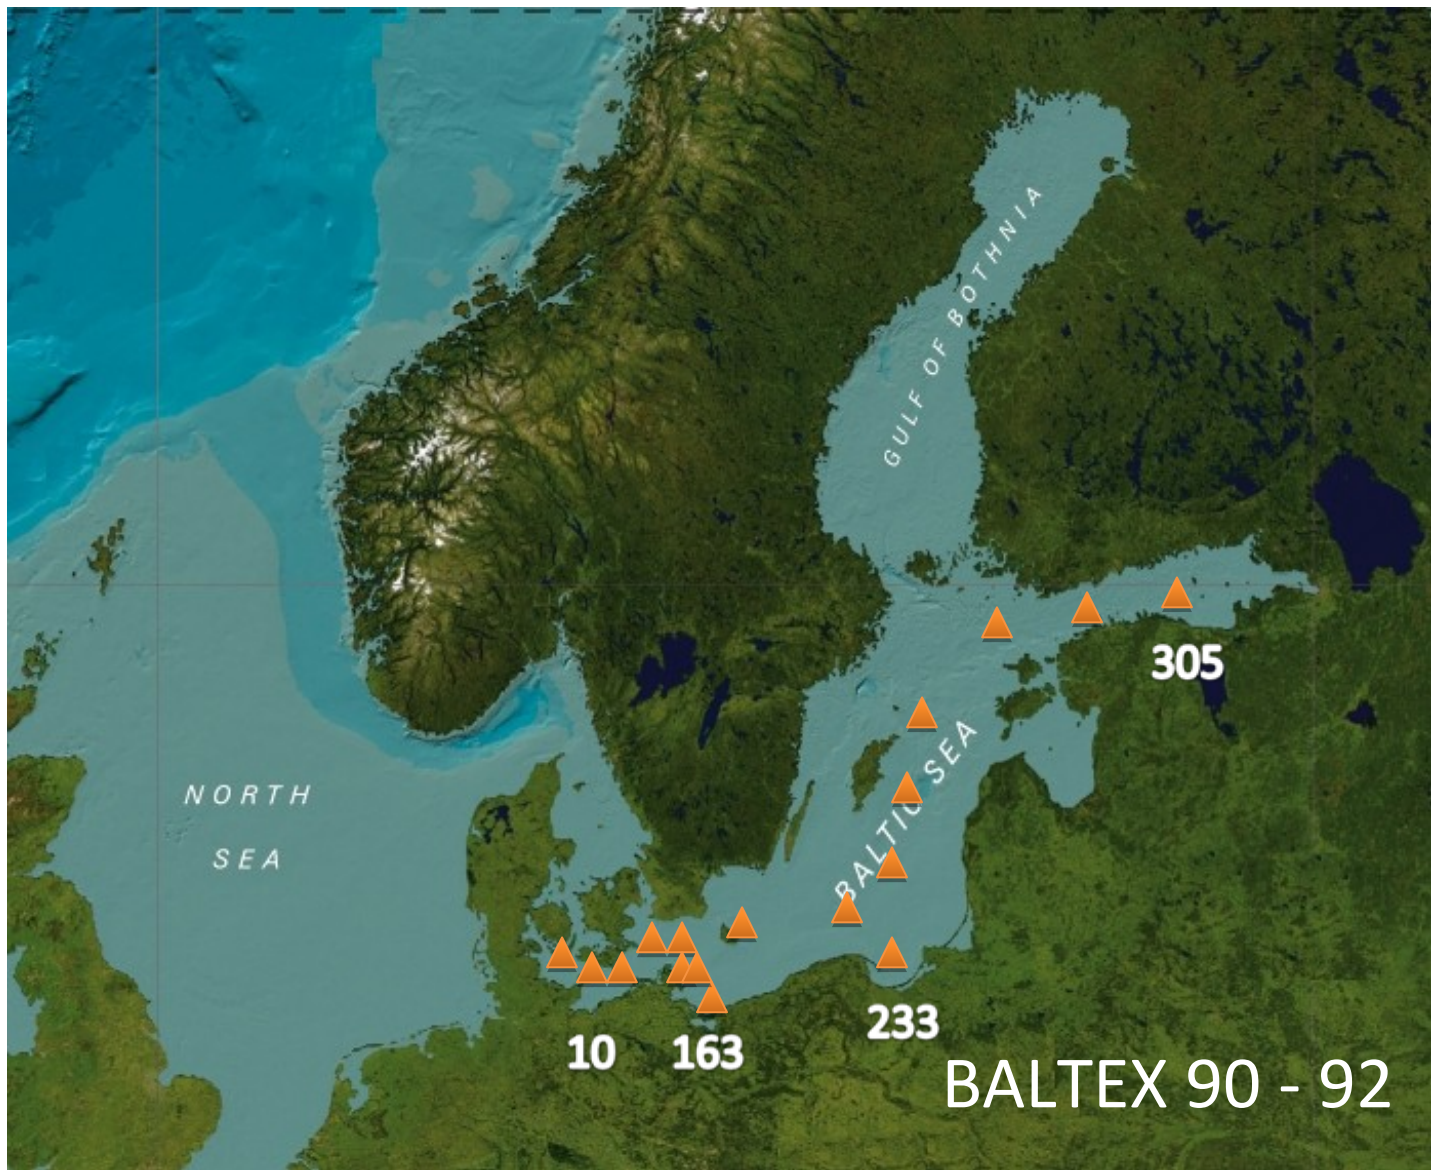 GULF OF BOTHNIA
305
NORTH
SEA
BALTIC SEA
233
10
163
BALTEX 90 - 92